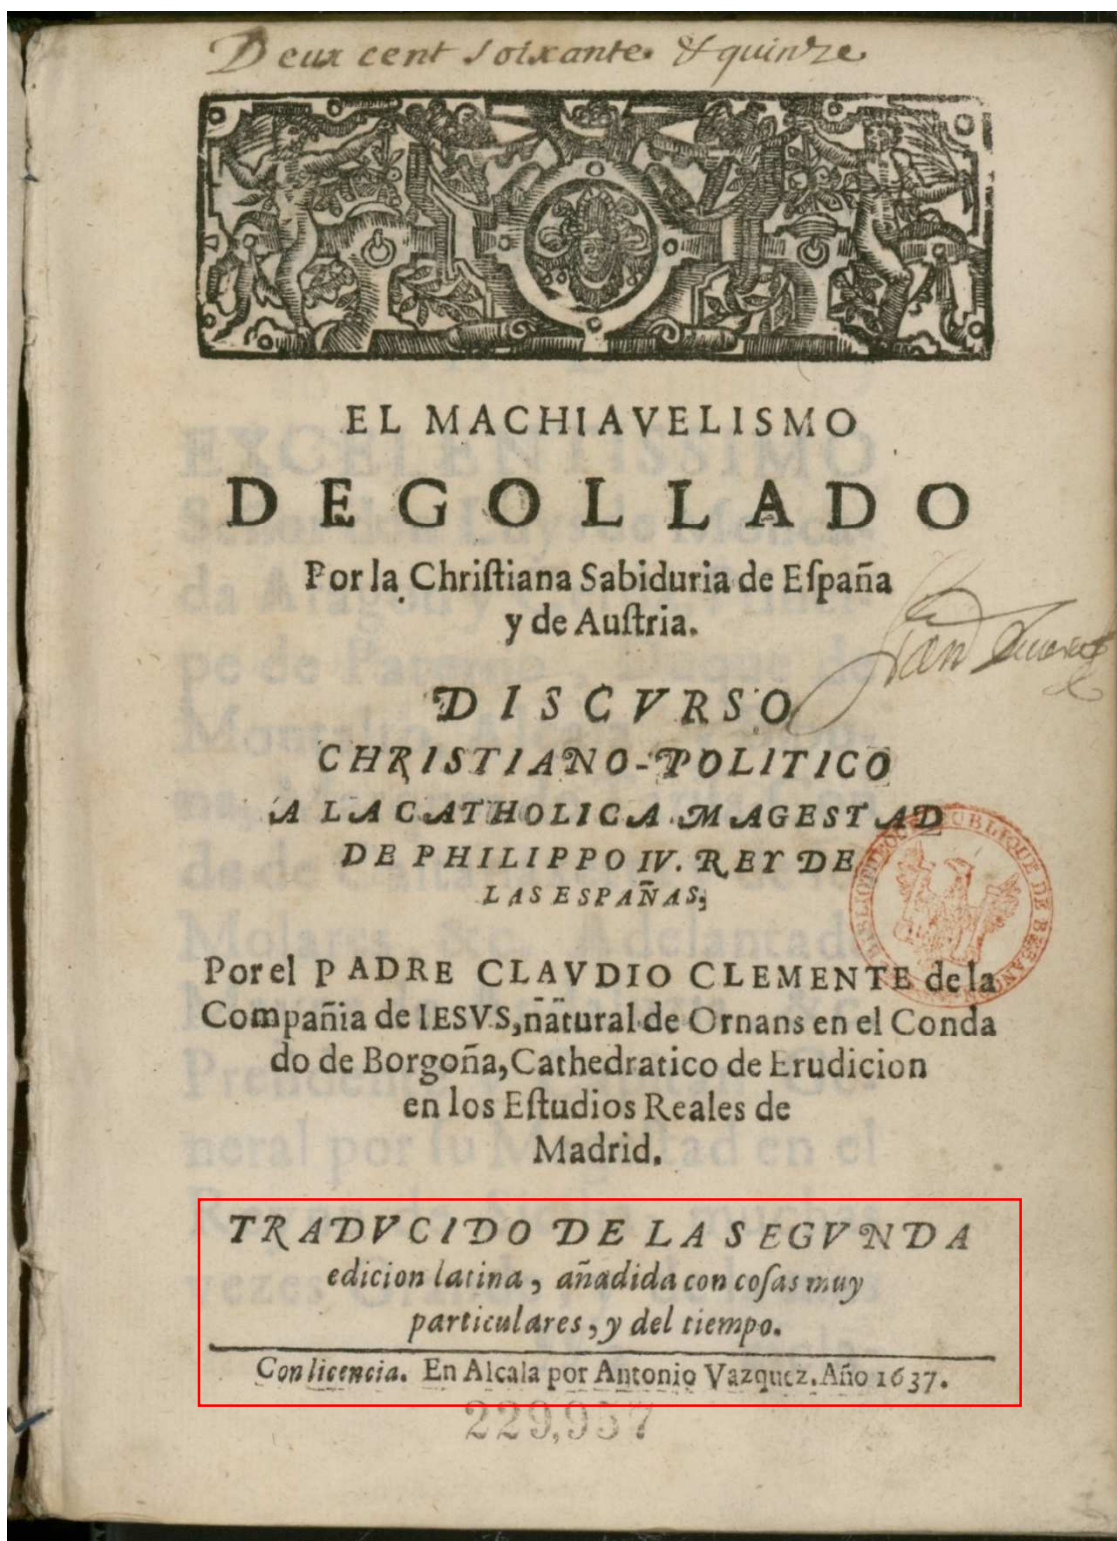 Deux cent soixante & quinze
EL MACHIAVELISMO
DEGOLLADO
Por la Chriſtiana Sabiduria de Eſpaña
y de Auſtria.
DISCVRSO
CHRISTIANO-POLITICO
A LA CATHOLICA MAGESTAD
DE PHILIPPO IV. REY DE
LAS ESPAÑAS,
Por el PADRE CLAVDIO CLEMENTE de la
Compañia de IESVS, natural de Ornans en el Conda
do de Borgoña, Cathedratico de Erudicion
en los Eſtudios Reales de
Madrid.
TRADVCIDO DE LA SEGVNDA
edicion latina, añadida con coſas muy
particulares, y del tiempo.
Con licencia. En Alcala por Antonio Vazquez. Año 1637.
229,957